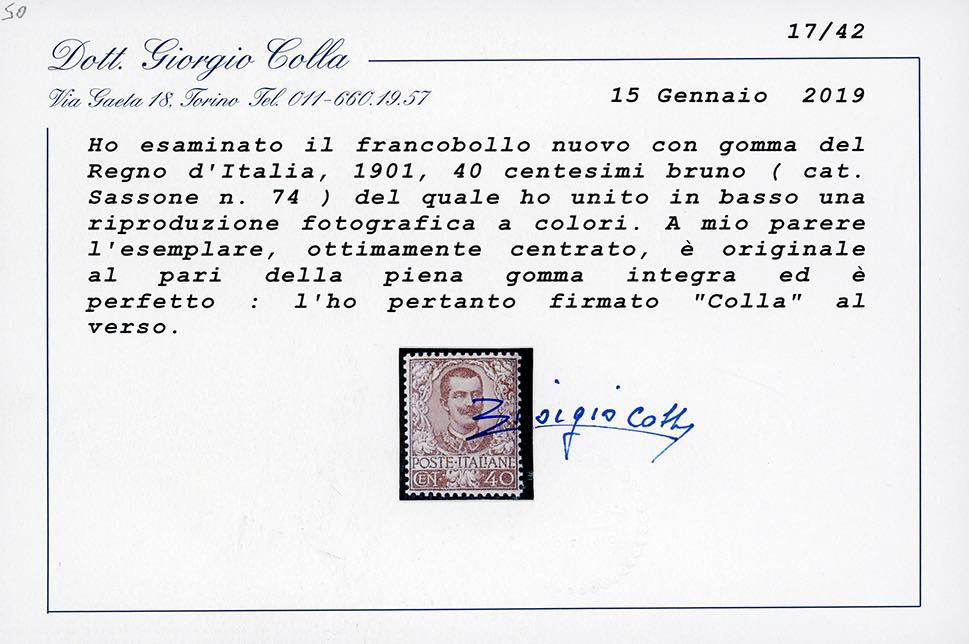 50
17/42
Dott. Giorgio Colla
Via Gaeta 18. Torino Tel. 011-660.19.57
15 Gennaio 2019
Ho esaminato il francobollo nuovo con gomma del
Regno d'Italia, 1901, 40 centesimi bruno ( cat.
Sassone n. 74 ) del quale ho unito in basso una
riproduzione fotografica a colori. A mio parere
l'esemplare, ottimamente centrato, è originale
al pari della piena gomma integra ed è
perfetto : l'ho pertanto firmato "Colla" al
verso.
Giorgio Colla
POSTE·ITALIANE
CEN 40